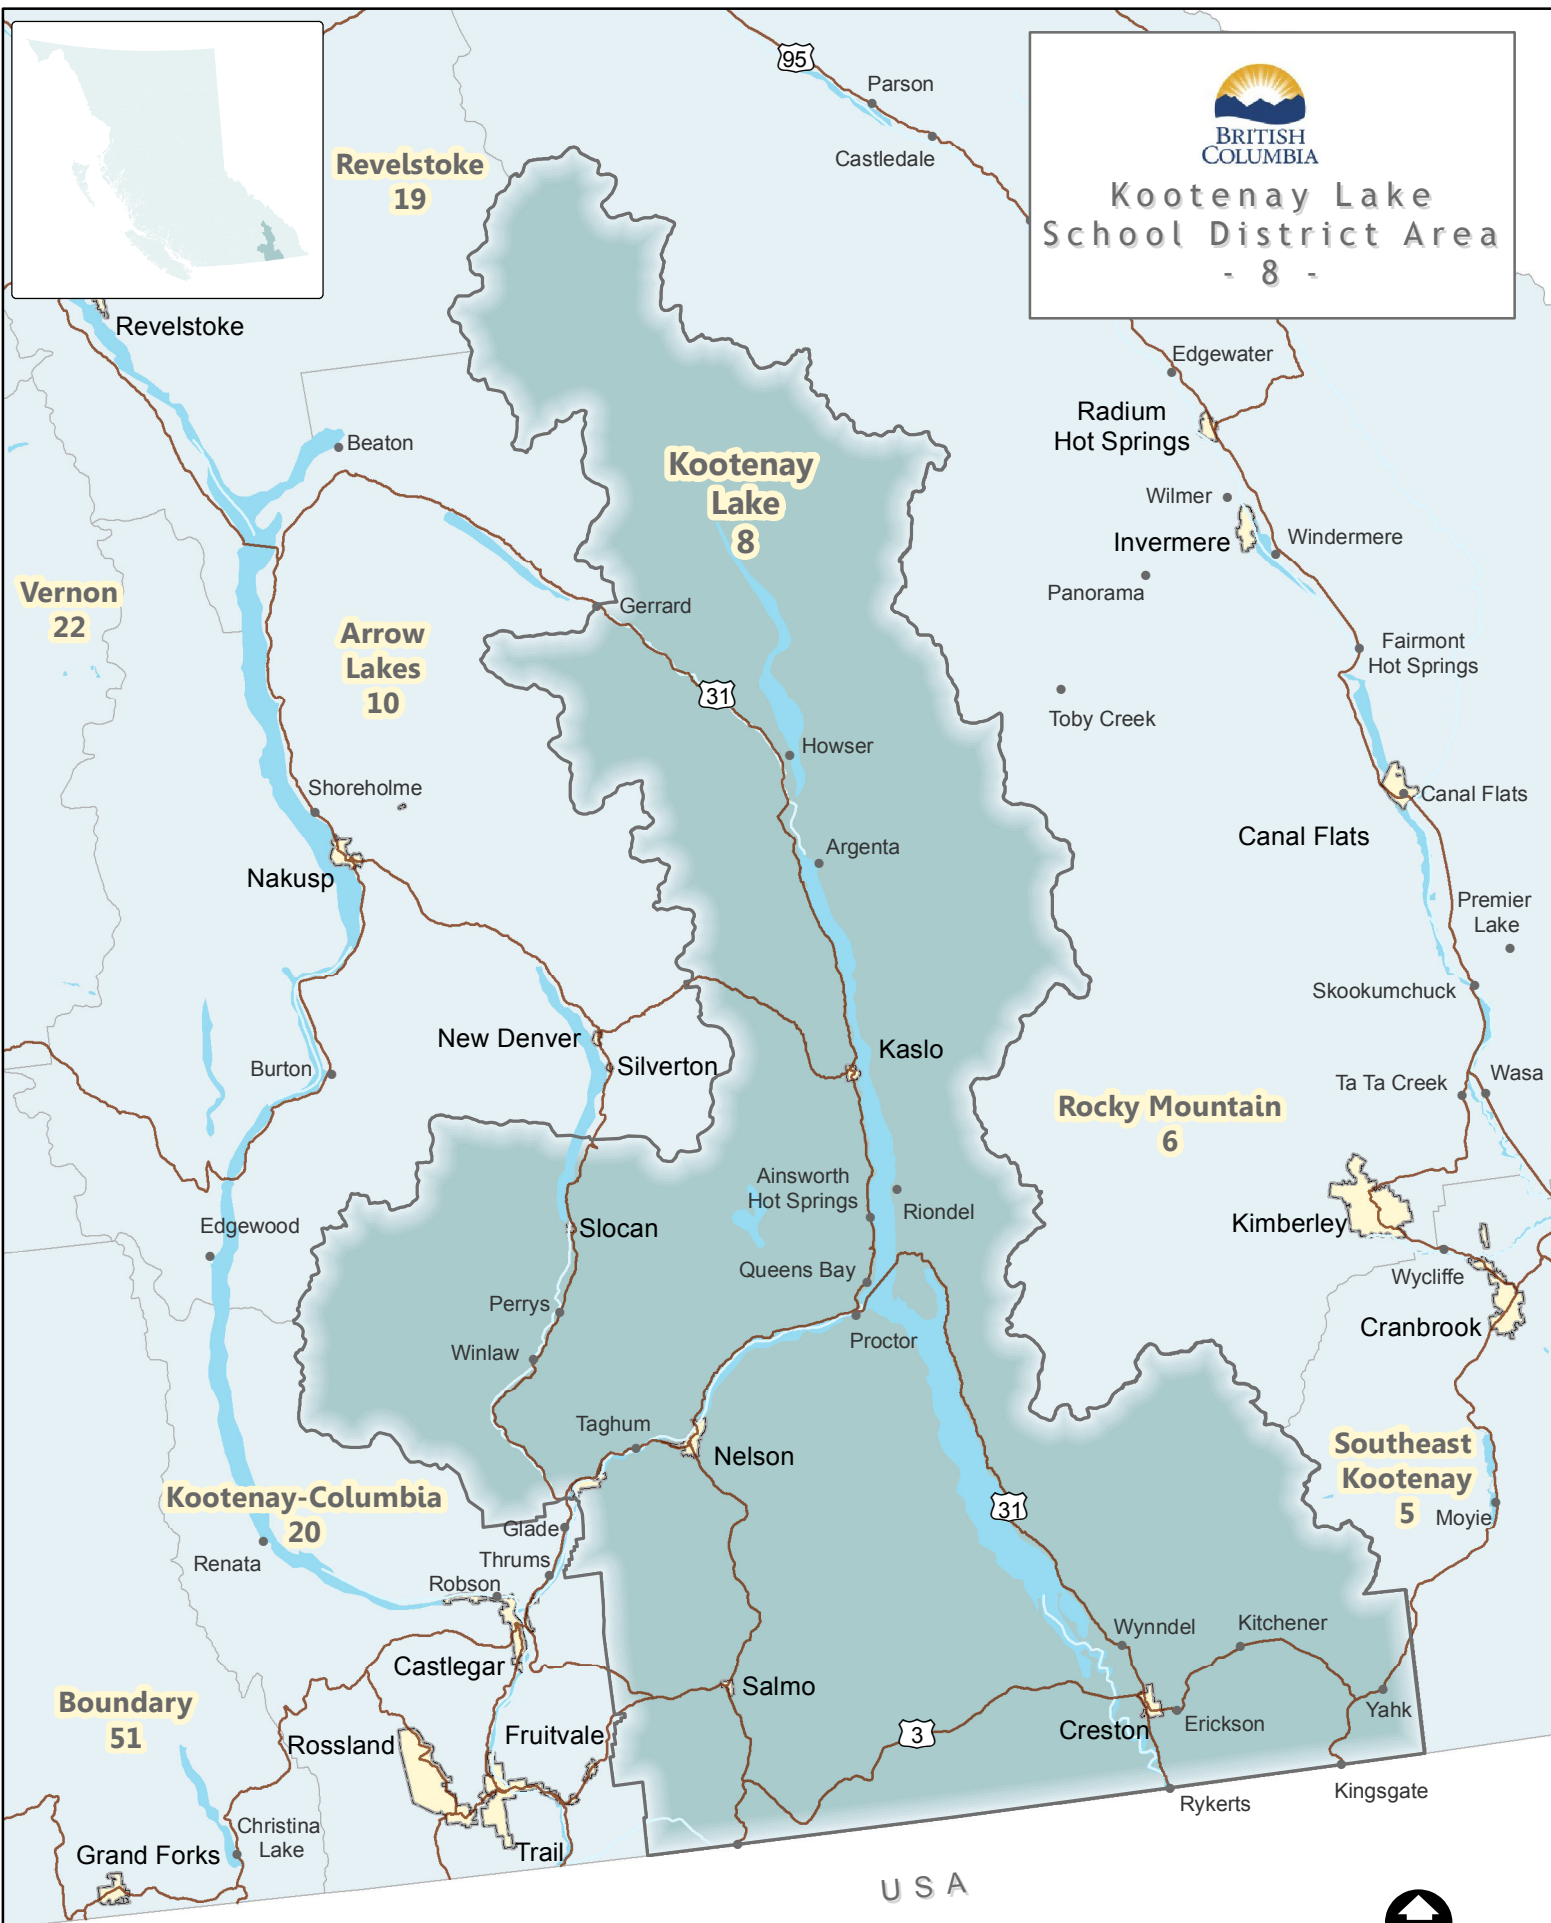 95
Parson
Castledale
BRITISH
COLUMBIA
Kootenay Lake
School District Area
- 8 -
Revelstoke
19
Revelstoke
Edgewater
Radium
Hot Springs
Beaton
Kootenay
Lake
8
Wilmer
Invermere
Windermere
Panorama
Vernon
22
Gerrard
Arrow
Lakes
10
Fairmont
Hot Springs
31
Toby Creek
Howser
Shoreholme
Canal Flats
Canal Flats
Argenta
Nakusp
Premier
Lake
Skookumchuck
New Denver
Silverton
Kaslo
Burton
Ta Ta Creek
Wasa
Rocky Mountain
6
Ainsworth
Hot Springs
Riondel
Edgewood
Slocan
Kimberley
Queens Bay
Wycliffe
Perrys
Proctor
Cranbrook
Winlaw
Taghum
Nelson
Southeast
Kootenay
5
Moyie
Kootenay-Columbia
20
31
Glade
Renata
Thrums
Robson
Wynndel
Kitchener
Castlegar
Salmo
Boundary
51
Yahk
Rossland
Fruitvale
3
Creston
Erickson
Kingsgate
Rykerts
Christina
Lake
Grand Forks
Trail
USA